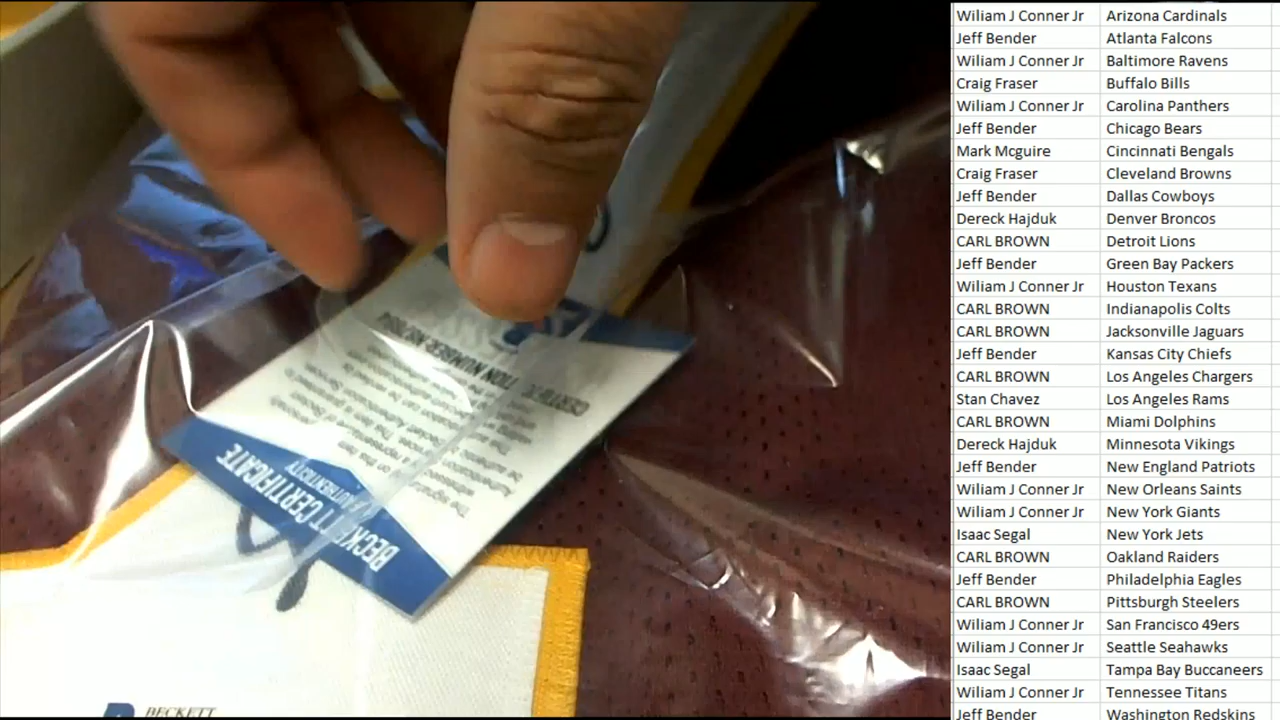 BECKETT CERTIFICATE
AUTHENTICITY
BECKETT
Wiliam J Conner Jr Arizona Cardinals
Jeff Bender Atlanta Falcons
Wiliam J Conner Jr Baltimore Ravens
Craig Fraser Buffalo Bills
Wiliam J Conner Jr Carolina Panthers
Jeff Bender Chicago Bears
Mark Mcguire Cincinnati Bengals
Craig Fraser Cleveland Browns
Jeff Bender Dallas Cowboys
Dereck Hajduk Denver Broncos
CARL BROWN Detroit Lions
Jeff Bender Green Bay Packers
Wiliam J Conner Jr Houston Texans
CARL BROWN Indianapolis Colts
CARL BROWN Jacksonville Jaguars
Jeff Bender Kansas City Chiefs
CARL BROWN Los Angeles Chargers
Stan Chavez Los Angeles Rams
CARL BROWN Miami Dolphins
Dereck Hajduk Minnesota Vikings
Jeff Bender New England Patriots
Wiliam J Conner Jr New Orleans Saints
Wiliam J Conner Jr New York Giants
Isaac Segal New York Jets
CARL BROWN Oakland Raiders
Jeff Bender Philadelphia Eagles
CARL BROWN Pittsburgh Steelers
Wiliam J Conner Jr San Francisco 49ers
Wiliam J Conner Jr Seattle Seahawks
Isaac Segal Tampa Bay Buccaneers
Wiliam J Conner Jr Tennessee Titans
Jeff Bender Washington Redskins